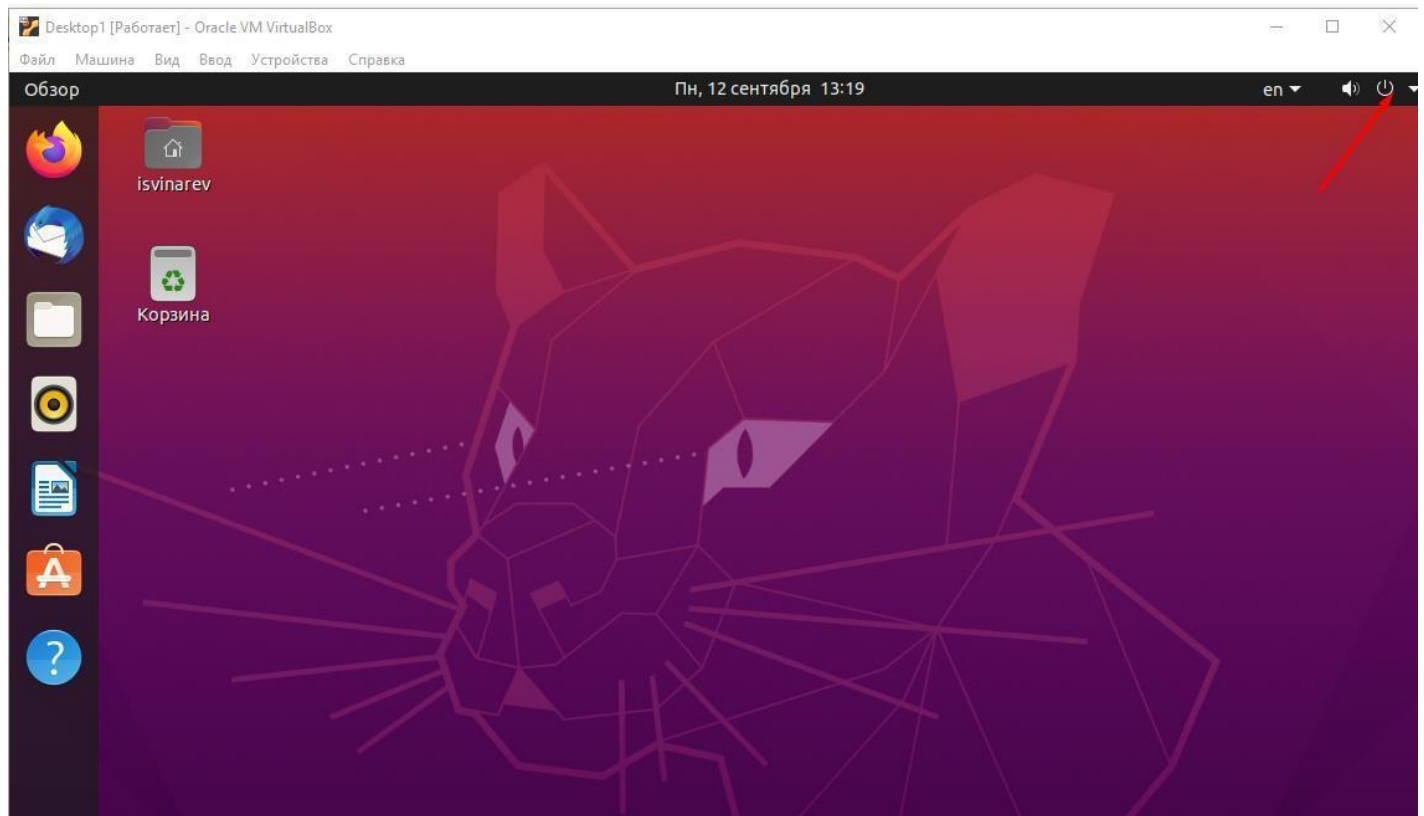 Desktop1 [Работает] - Oracle VM VirtualBox
Файл Машина Вид Ввод Устройства Справка
Обзор Пн, 12 сентября 13:19 en
isvinarev
Корзина